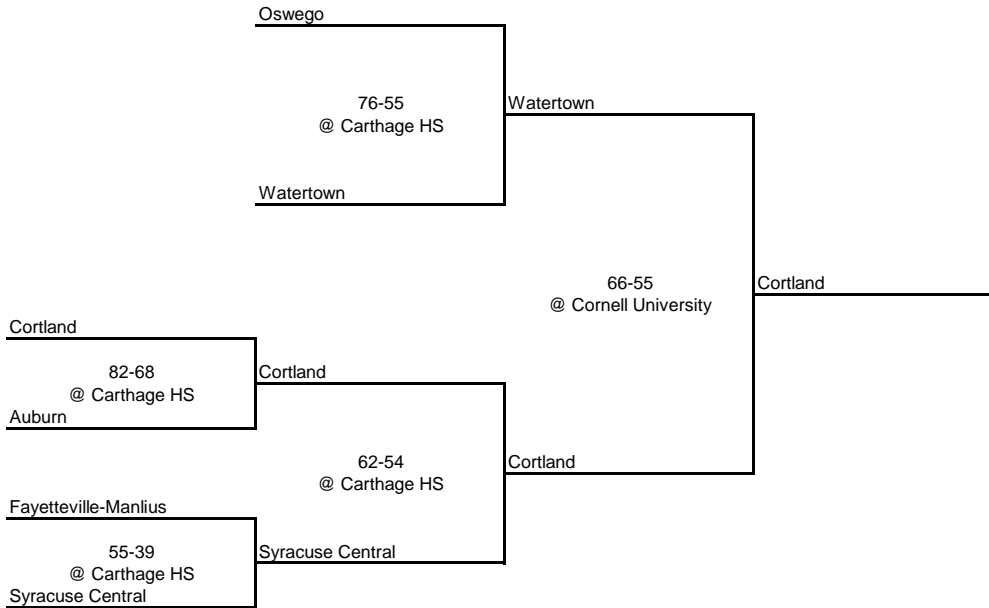 Oswego
76-55
@ Carthage HS
Watertown
Watertown
66-55
@ Cornell University
Cortland
Cortland
82-68
@ Carthage HS
Cortland
Auburn
62-54
@ Carthage HS
Cortland
Fayetteville-Manlius
55-39
@ Carthage HS
Syracuse Central
Syracuse Central